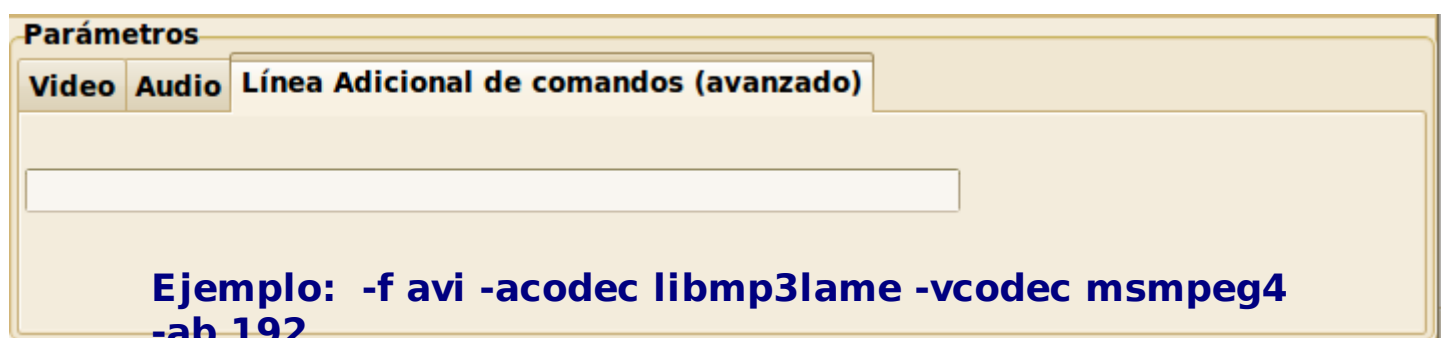 Parámetros
Video Audio Línea Adicional de comandos (avanzado)
Ejemplo: -f avi -acodec libmp3lame -vcodec msmpeg4
-ab 192